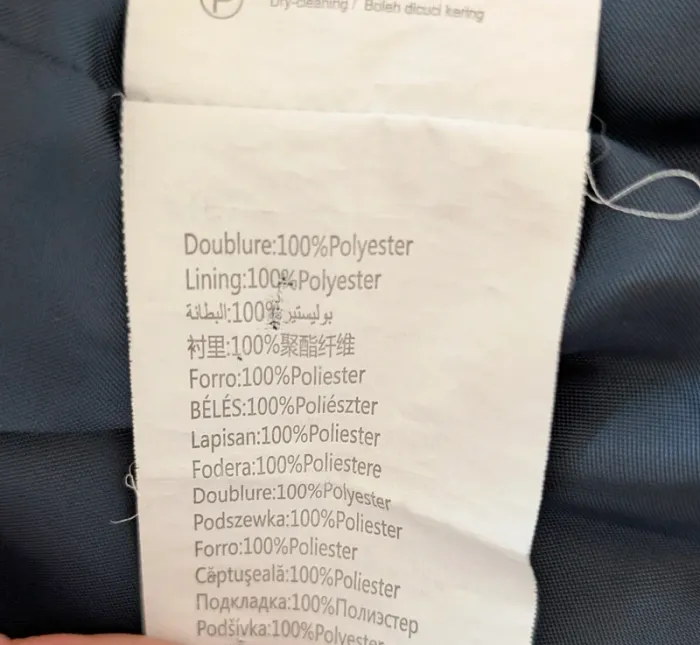 P
Dry-cleaning / Boleh dicuci kering
Doublure:100%Polyester
Lining:100%Polyester
البطانة:100%بوليستير
衬里:100%聚酯纤维
Forro:100%Poliester
BÉLÉS:100%Poliészter
Lapisan:100%Poliester
Fodera:100%Poliestere
Doublure:100%Polyester
Podszewka:100%Poliester
Forro:100%Poliester
Căptuşeală:100%Poliester
Подкладка:100%Полиэстер
Podšívka:100%Polyester